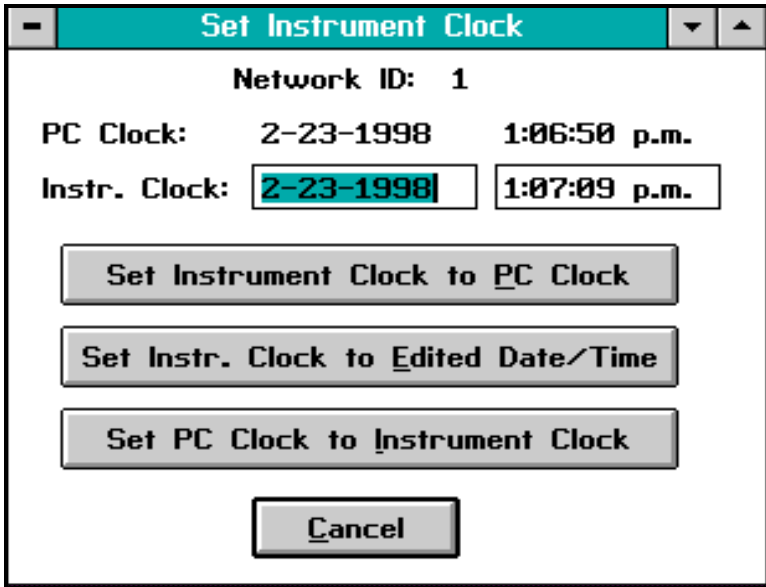 Set Instrument Clock
Network ID: 1
PC Clock: 2-23-1998 1:06:50 p.m.
Instr. Clock: 2-23-1998 1:07:09 p.m.
Set Instrument Clock to PC Clock
Set Instr. Clock to Edited Date/Time
Set PC Clock to Instrument Clock
Cancel